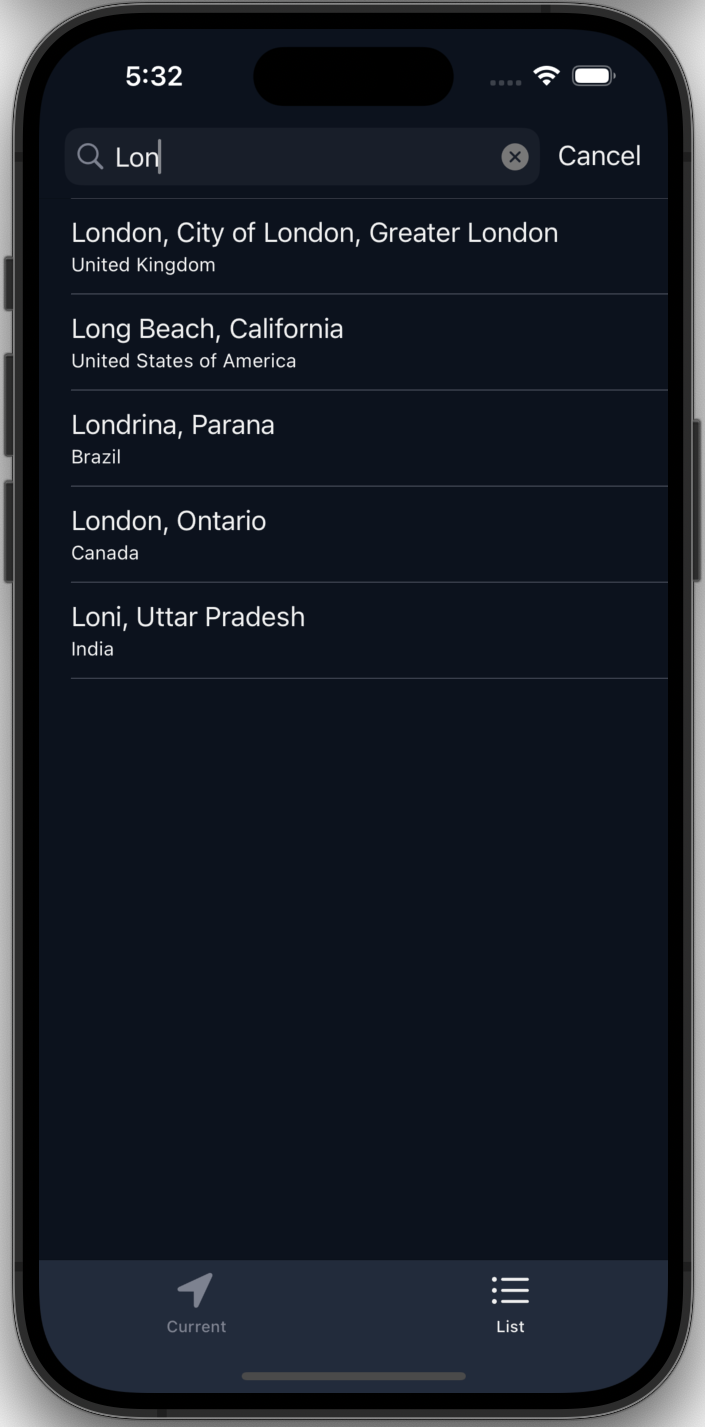 5:32
Lon
Cancel
London, City of London, Greater London
United Kingdom
Long Beach, California
United States of America
Londrina, Parana
Brazil
London, Ontario
Canada
Loni, Uttar Pradesh
India
Current
List